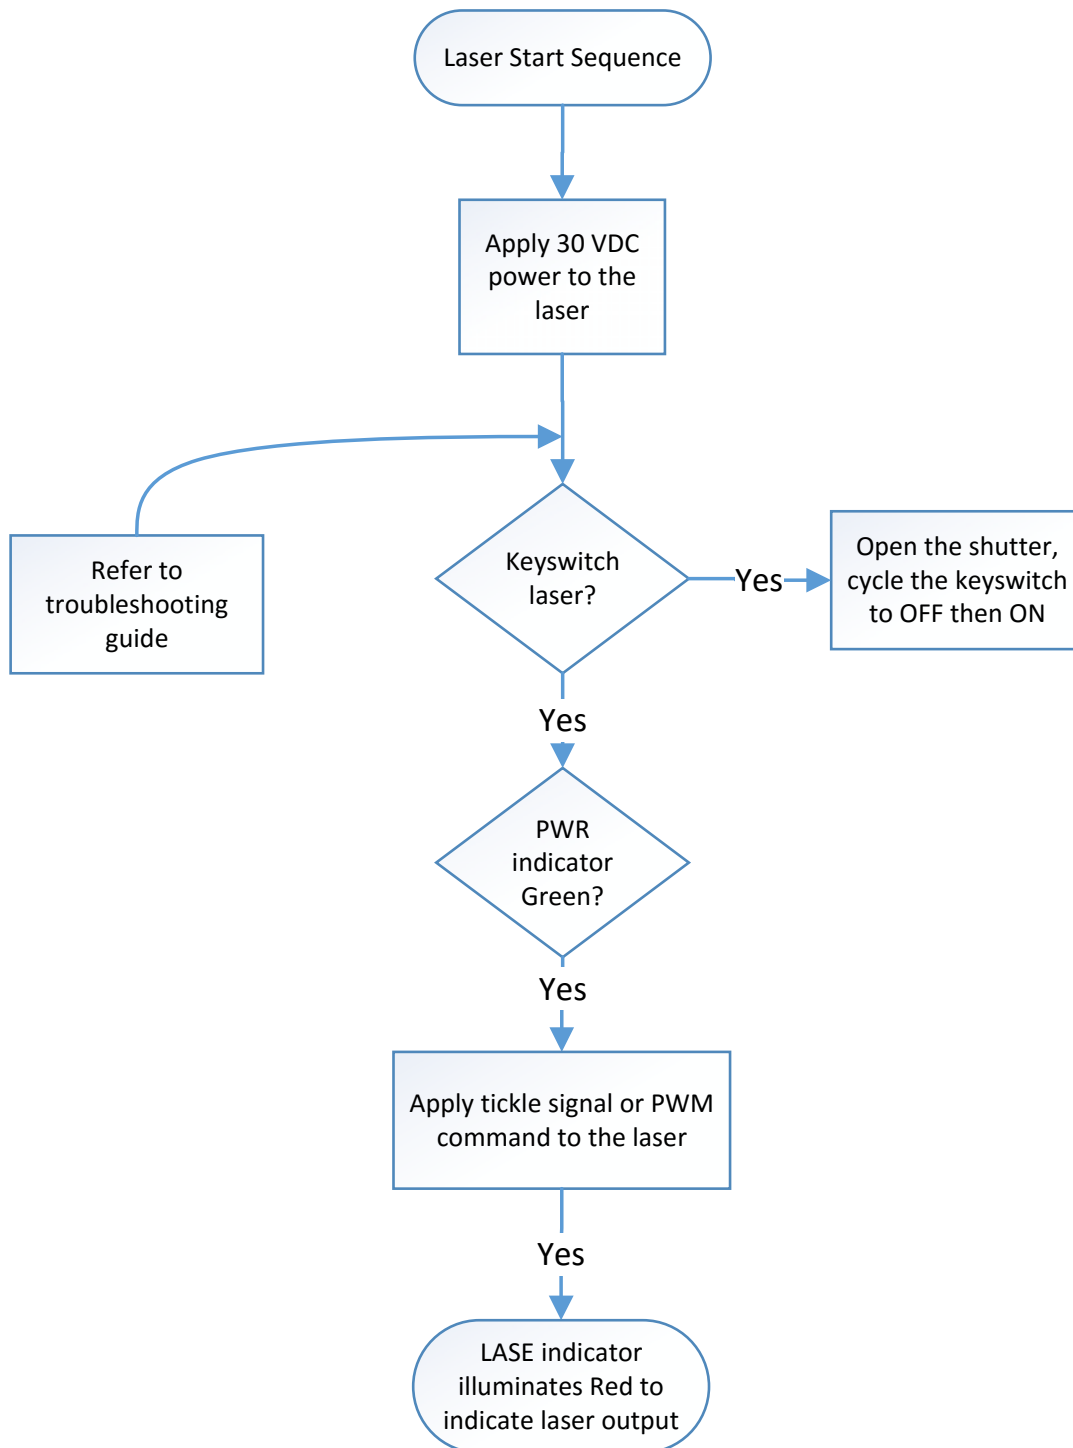 Laser Start Sequence
Apply 30 VDC
power to the
laser
Refer to
troubleshooting
guide
Keyswitch
laser?
Yes
Open the shutter,
cycle the keyswitch
to OFF then ON
Yes
PWR
indicator
Green?
Yes
Apply tickle signal or PWM
command to the laser
Yes
LASE indicator
illuminates Red to
indicate laser output